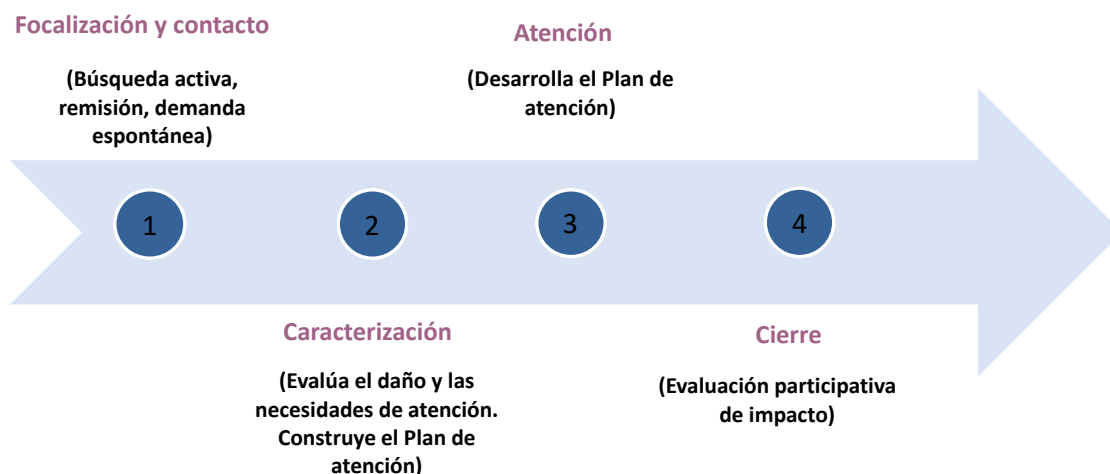 Focalización y contacto
(Búsqueda activa,
remisión, demanda
espontánea)
Atención
(Desarrolla el Plan de
atención)
1
2
3
4
Caracterización
(Evalúa el daño y las
necesidades de atención.
Construye el Plan de
atención)
Cierre
(Evaluación participativa
de impacto)